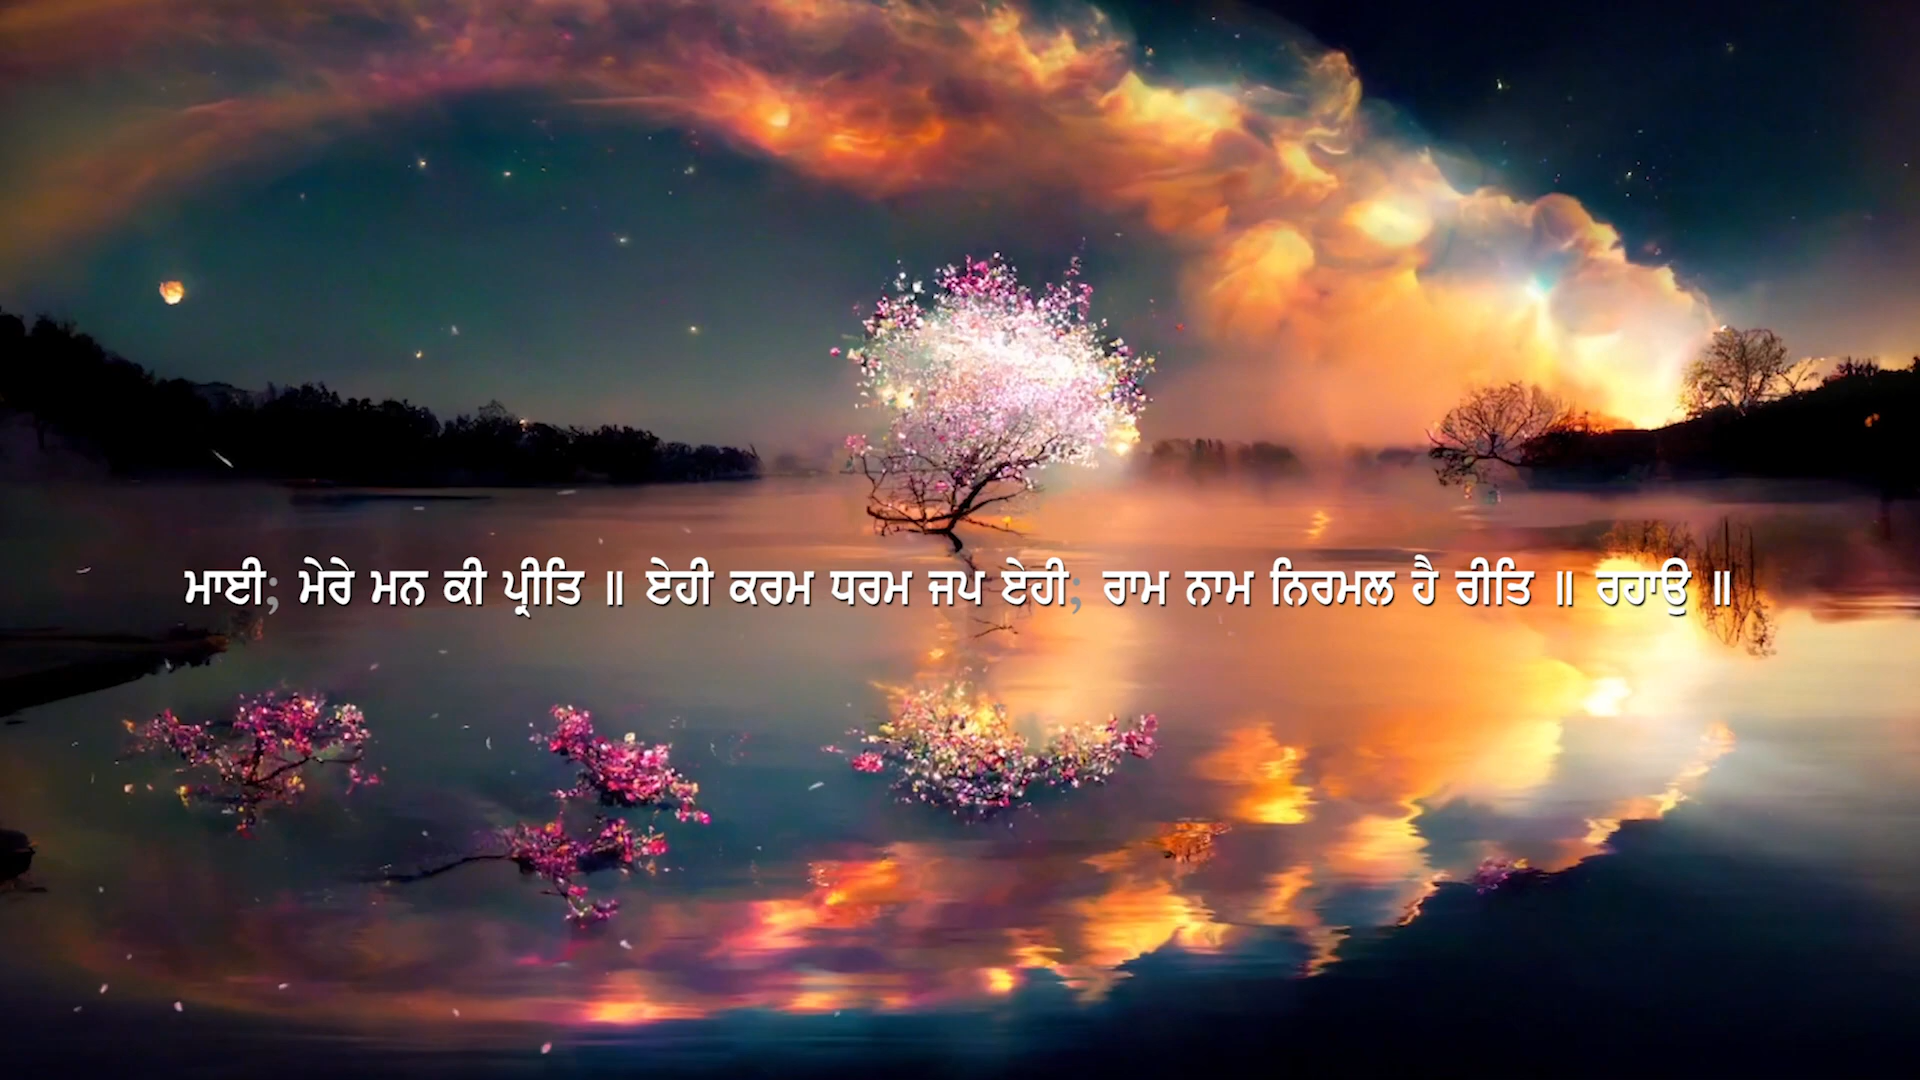 ਮਾਈ; ਮੇਰੇ ਮਨ ਕੀ ਪ੍ਰੀਤਿ ॥ ਏਹੀ ਕਰਮ ਧਰਮ ਜਪ ਏਹੀ; ਰਾਮ ਨਾਮ ਨਿਰਮਲ ਹੈ ਰੀਤਿ ॥ ਰਹਾਉ ॥